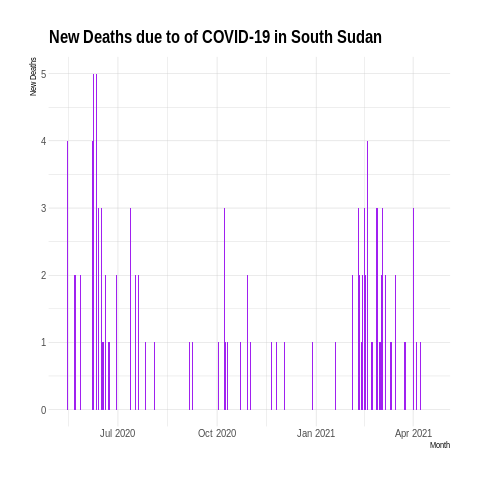 New Deaths due to of COVID-19 in South Sudan
New Deaths
5
4
3
2
1
0
Jul 2020 Oct 2020 Jan 2021 Apr 2021
Month